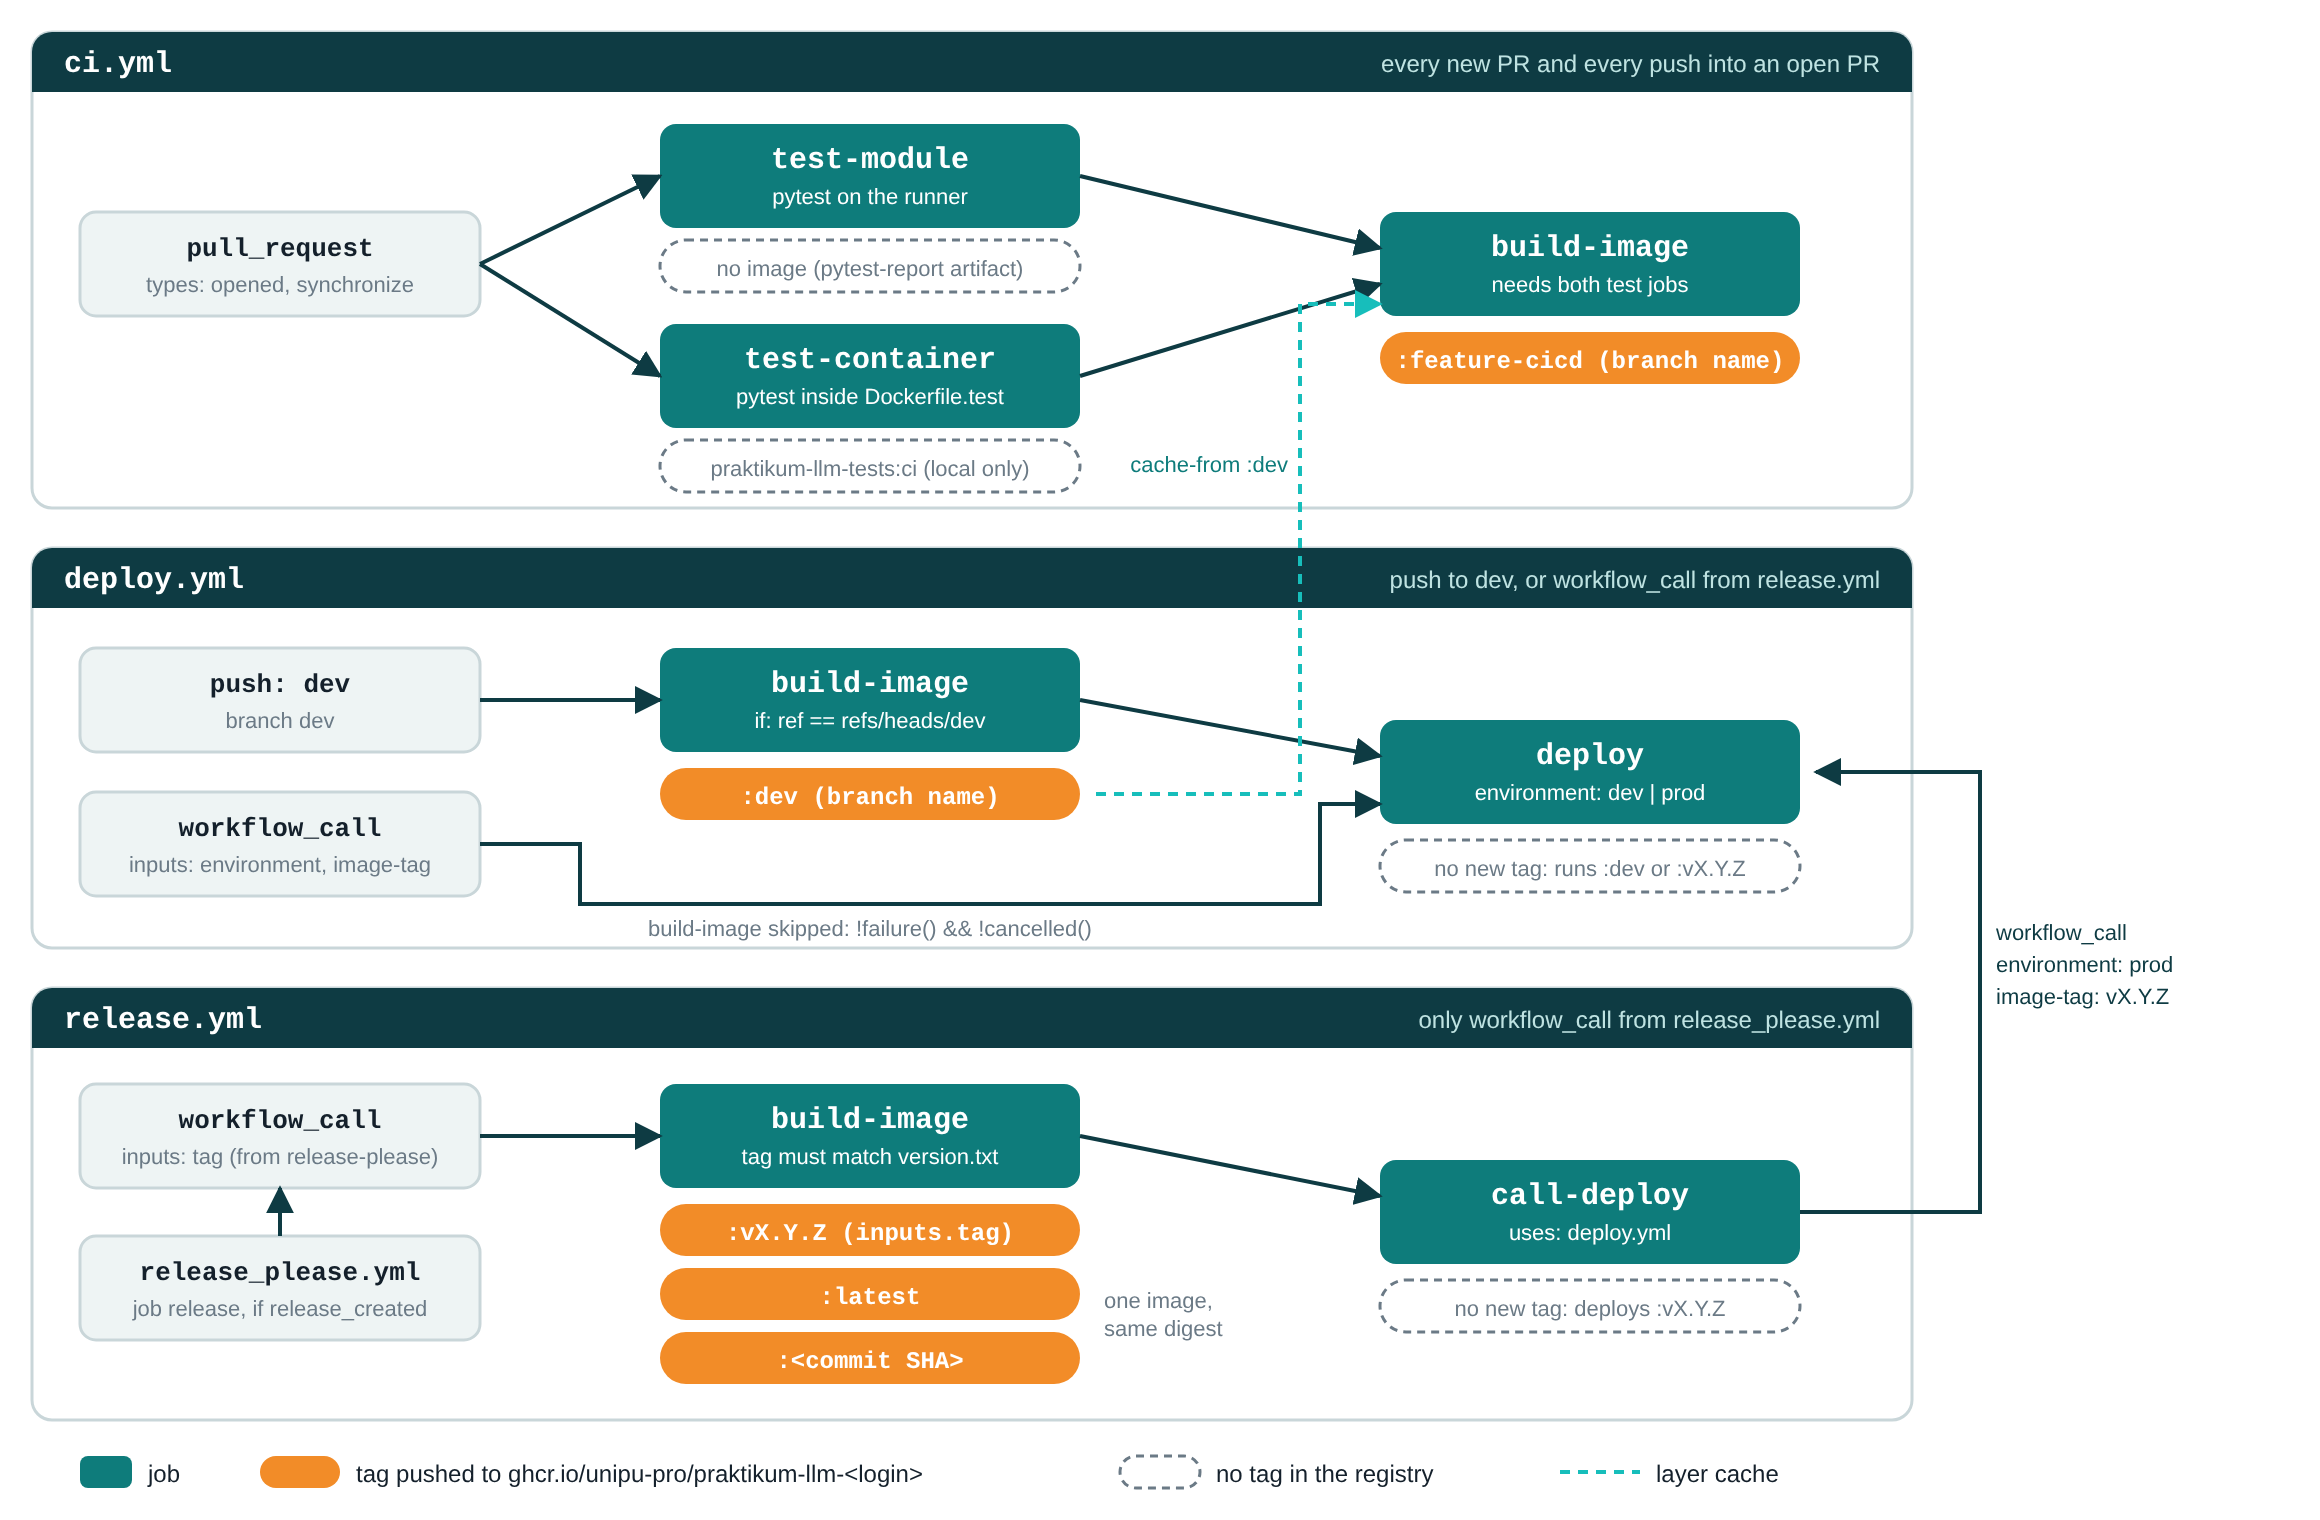 ci.yml
every new PR and every push into an open PR
pull_request
types: opened, synchronize
test-module
pytest on the runner
no image (pytest-report artifact)
test-container
pytest inside Dockerfile.test
praktikum-llm-tests:ci (local only)
build-image
needs both test jobs
:feature-cicd (branch name)
cache-from :dev
deploy.yml
push to dev, or workflow_call from release.yml
push: dev
branch dev
workflow_call
inputs: environment, image-tag
build-image
if: ref == refs/heads/dev
:dev (branch name)
build-image skipped: !failure() && !cancelled()
deploy
environment: dev | prod
no new tag: runs :dev or :vX.Y.Z
workflow_call
environment: prod
image-tag: vX.Y.Z
release.yml
only workflow_call from release_please.yml
workflow_call
inputs: tag (from release-please)
release_please.yml
job release, if release_created
build-image
tag must match version.txt
:vX.Y.Z (inputs.tag)
:latest
:<commit SHA>
one image,
same digest
call-deploy
uses: deploy.yml
no new tag: deploys :vX.Y.Z
job
tag pushed to ghcr.io/unipu-pro/praktikum-llm-<login>
no tag in the registry
layer cache